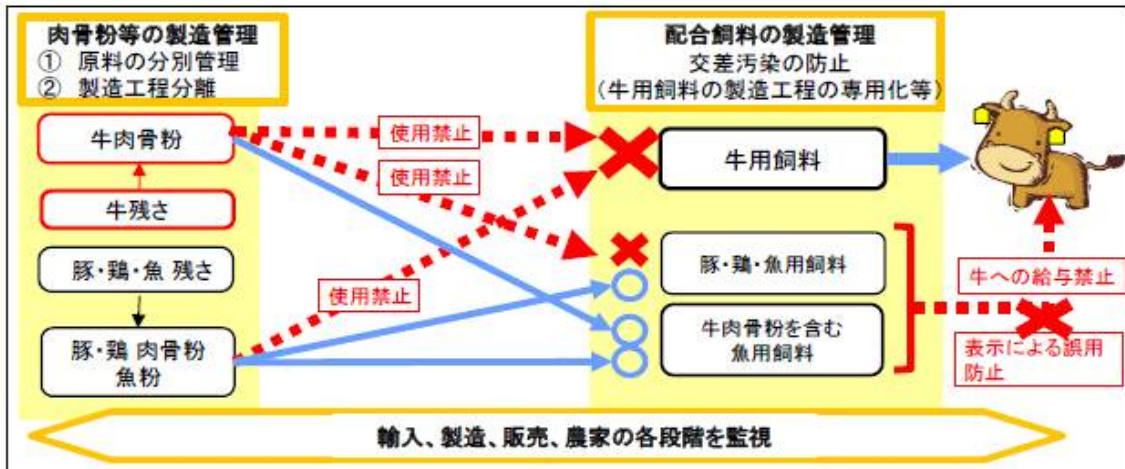 肉骨粉等の製造管理
① 原料の分別管理
② 製造工程分離
配合飼料の製造管理
交差汚染の防止
(牛用飼料の製造工程の専用化等)
牛肉骨粉
使用禁止
牛用飼料
使用禁止
牛残さ
豚・鶏・魚 残さ
豚・鶏・魚用飼料
牛への給与禁止
使用禁止
豚・鶏 肉骨粉
魚粉
牛肉骨粉を含む
魚用飼料
表示による誤用
防止
輸入、製造、販売、農家の各段階を監視